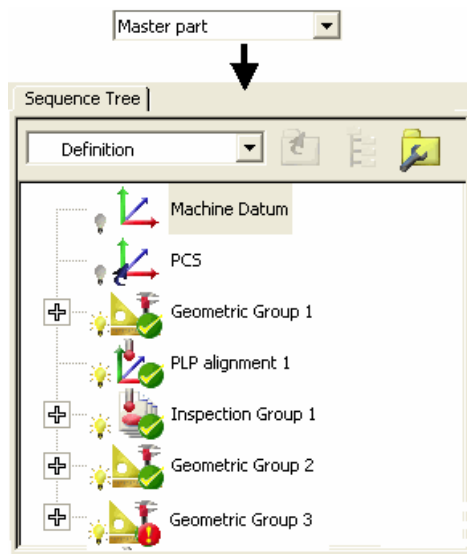 Master part
Sequence Tree
Definition
Machine Datum
PCS
Geometric Group 1
PLP alignment 1
Inspection Group 1
Geometric Group 2
Geometric Group 3